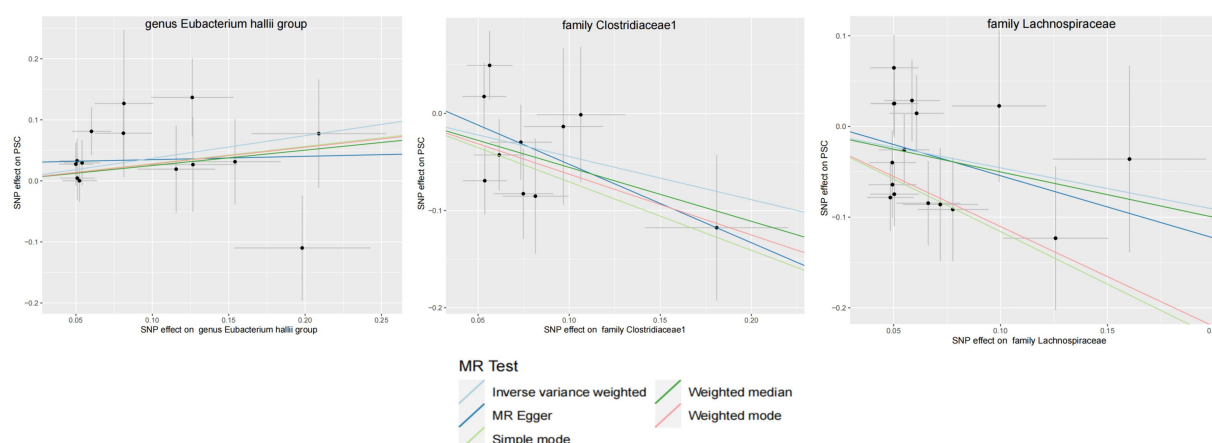 genus Eubacterium hallii group
SNP effect on PSC
0.2
0.1
0.0
−0.1
−0.2
0.05
0.10
0.15
0.20
0.25
SNP effect on genus Eubacterium hallii group
family Clostridiaceae1
SNP effect on PSC
0.0
−0.1
−0.2
0.05
0.10
0.15
0.20
SNP effect on family Clostridiaceae1
family Lachnospiraceae
SNP effect on PSC
0.1
0.0
−0.1
−0.2
0.05
0.10
0.15
SNP effect on family Lachnospiraceae
MR Test
Inverse variance weighted
Weighted median
MR Egger
Weighted mode
Simple mode